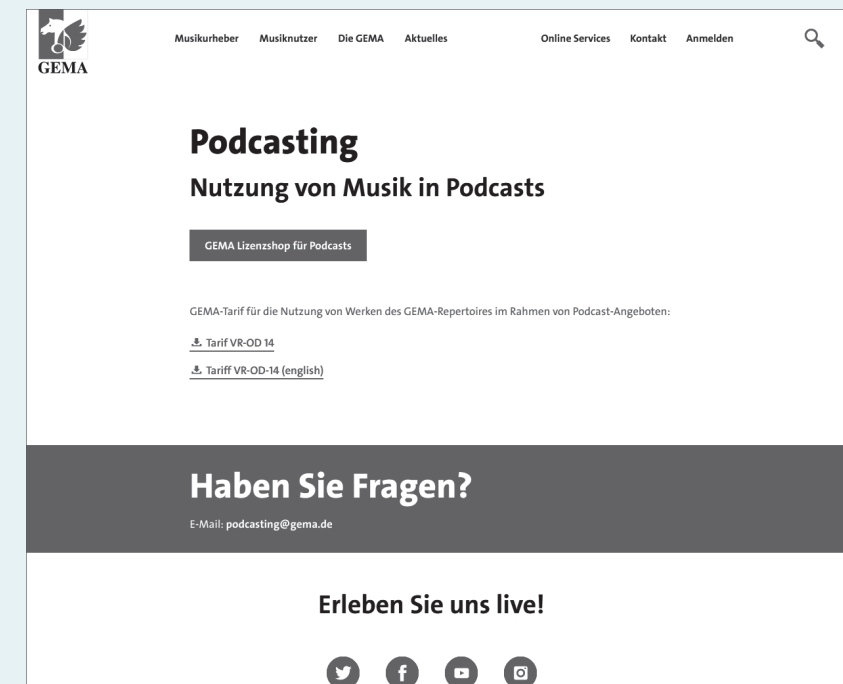 GEMA
Musikurheber Musiknutzer Die GEMA Aktuelles Online Services Kontakt Anmelden
Podcasting
Nutzung von Musik in Podcasts
GEMA Lizenzshop für Podcasts
GEMA-Tarif für die Nutzung von Werken des GEMA-Repertoires im Rahmen von Podcast-Angeboten:
Tarif VR-OD 14
Tariff VR-OD-14 (english)
Haben Sie Fragen?
E-Mail: podcasting@gema.de
Erleben Sie uns live!